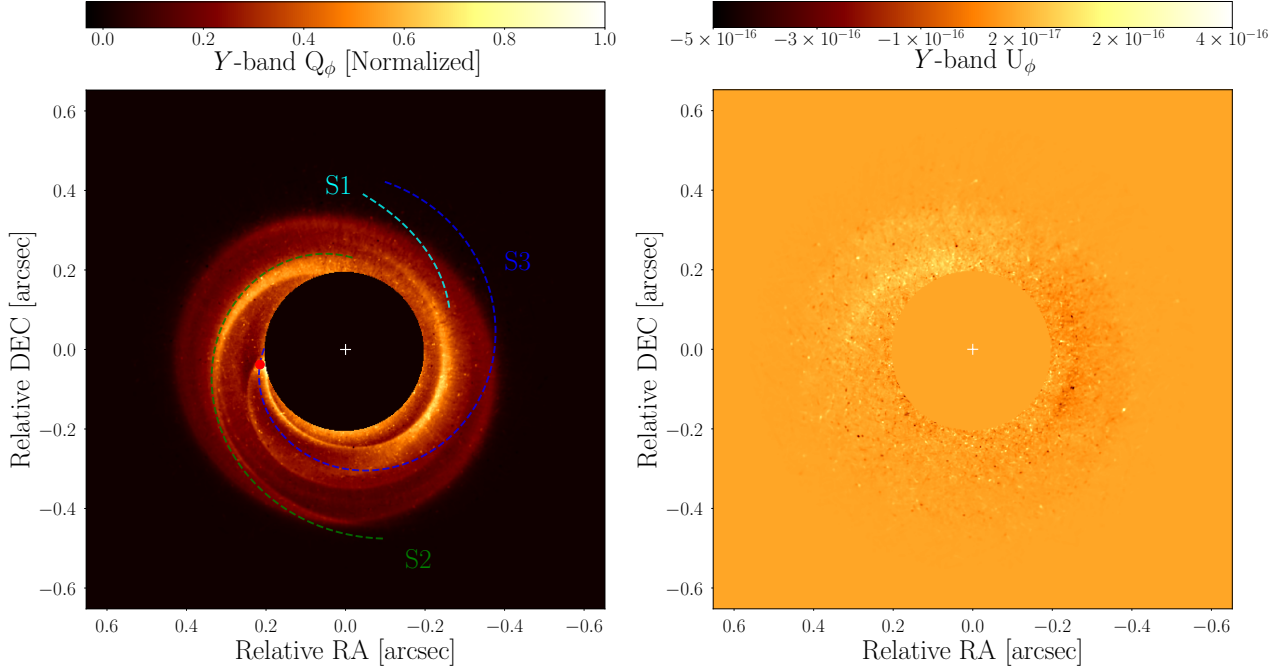 0.0 0.2 0.4 0.6 0.8 1.0
Y-band Qϕ [Normalized]
−5 × 10⁻¹⁶ −3 × 10⁻¹⁶ −1 × 10⁻¹⁶ 2 × 10⁻¹⁷ 2 × 10⁻¹⁶ 4 × 10⁻¹⁶
Y-band Uϕ
Relative DEC [arcsec]
0.6
0.4
0.2
0.0
−0.2
−0.4
−0.6
S1
S3
S2
0.6 0.4 0.2 0.0 −0.2 −0.4 −0.6
Relative RA [arcsec]
Relative DEC [arcsec]
0.6
0.4
0.2
0.0
−0.2
−0.4
−0.6
0.6 0.4 0.2 0.0 −0.2 −0.4 −0.6
Relative RA [arcsec]